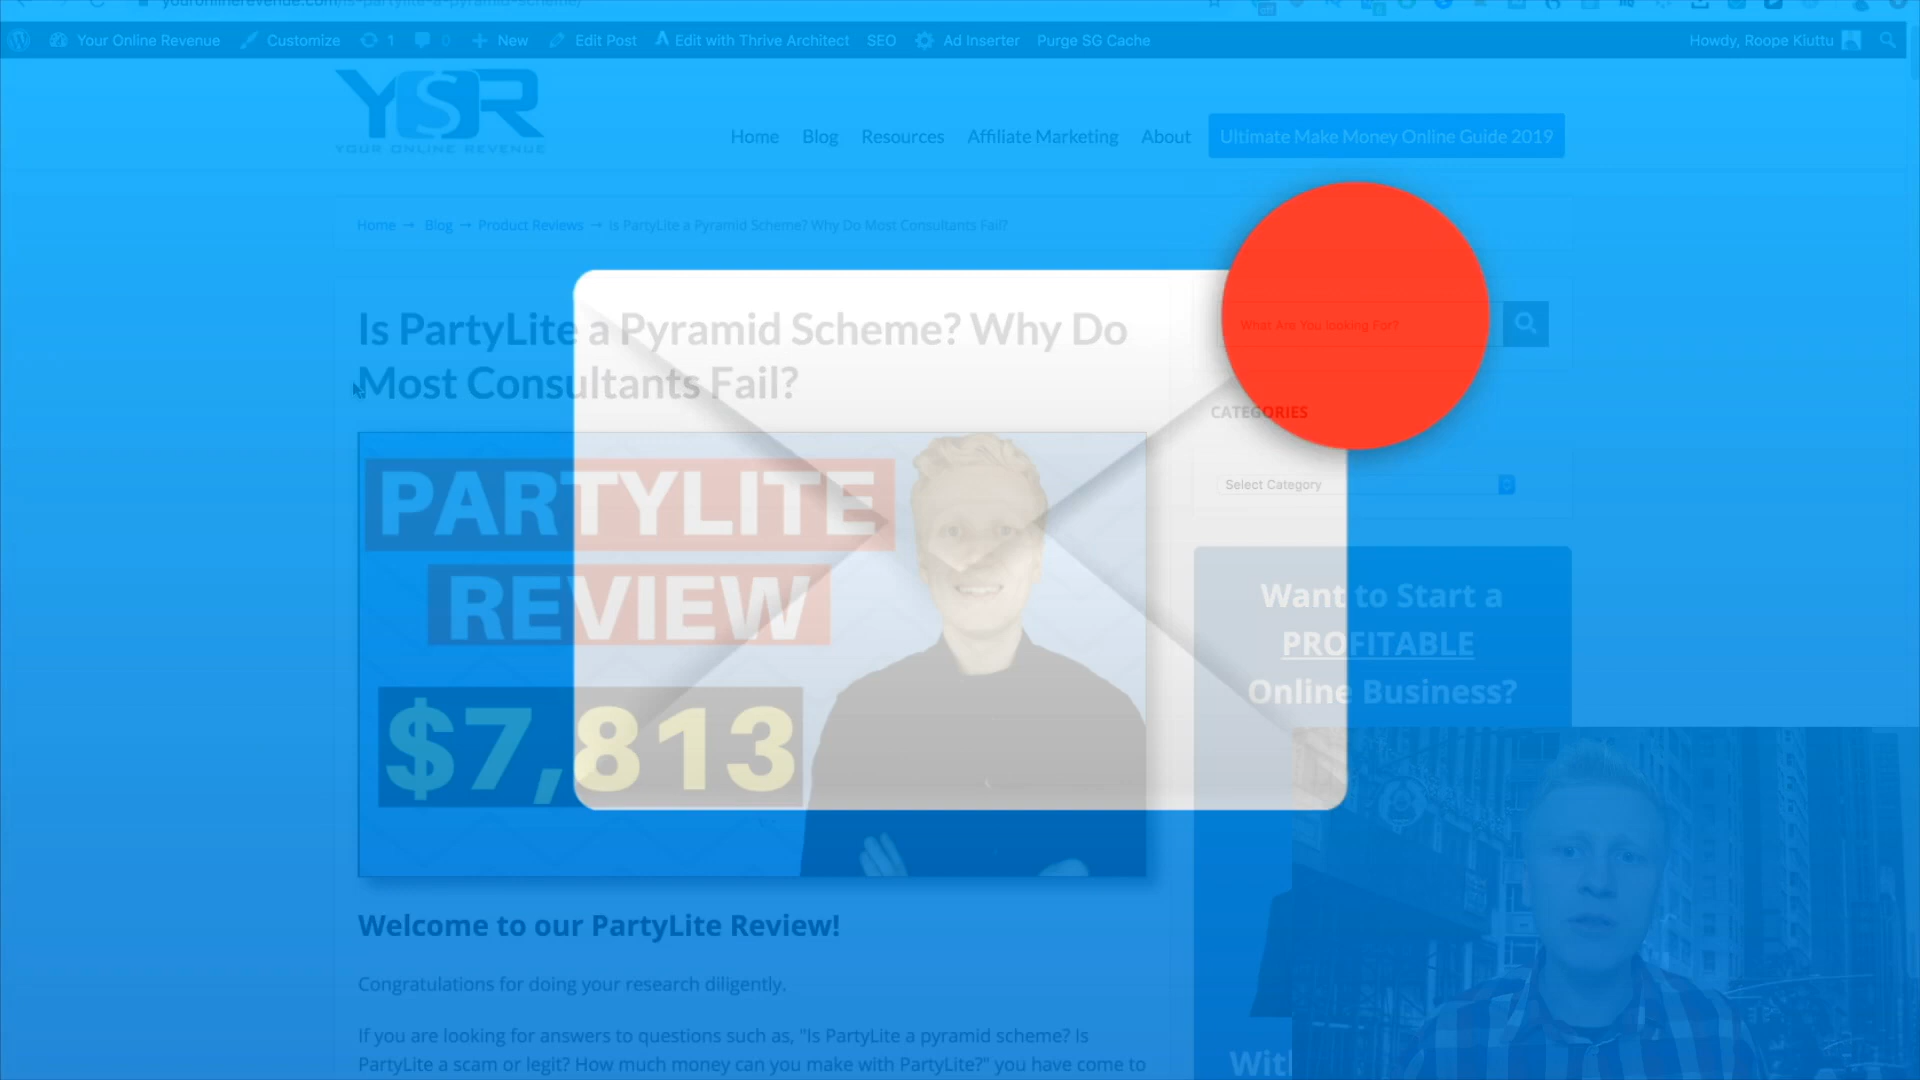 youronlinerevenue.com/is-partylite-a-pyramid-scheme/
Your Online Revenue Customize 1 0 New Edit Post Edit with Thrive Architect SEO Ad Inserter Purge SG Cache Howdy, Roope Kiuttu
Y$R
YOUR ONLINE REVENUE
Home Blog Resources Affiliate Marketing About Ultimate Make Money Online Guide 2019
Home → Blog → Product Reviews → Is PartyLite a Pyramid Scheme? Why Do Most Consultants Fail?
Is PartyLite a Pyramid Scheme? Why Do
Most Consultants Fail?
What Are You looking For?
CATEGORIES
Select Category
PARTYLITE
REVIEW
$7,813
Want to Start a
PROFITABLE
Online Business?
Welcome to our PartyLite Review!
Congratulations for doing your research diligently.
If you are looking for answers to questions such as, "Is PartyLite a pyramid scheme? Is
PartyLite a scam or legit? How much money can you make with PartyLite?" you have come to